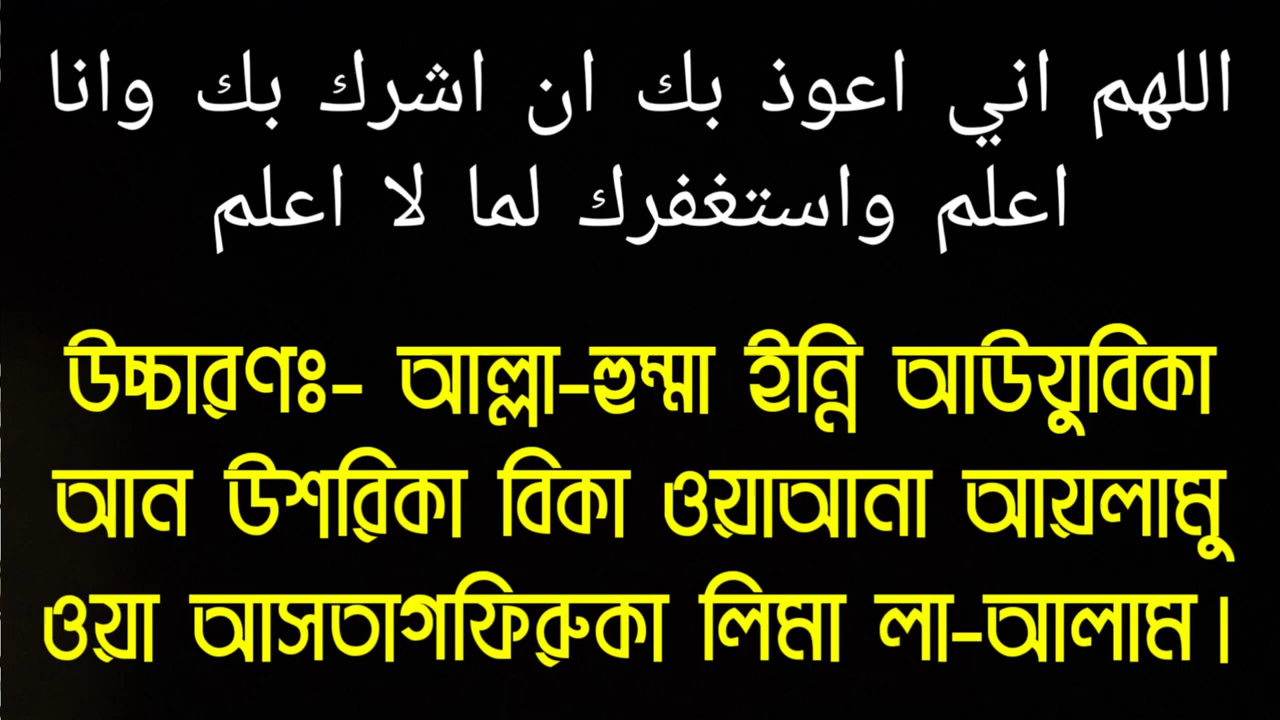 اللهم اني اعوذ بك ان اشرك بك وانا
اعلم واستغفرك لما لا اعلم
উচ্চারণঃ- আল্লা-হুম্মা ইন্নি আউযুবিকা
আন উশরিকা বিকা ওয়াআনা আয়লামু
ওয়া আসতাগফিরুকা লিমা লা-আলাম।